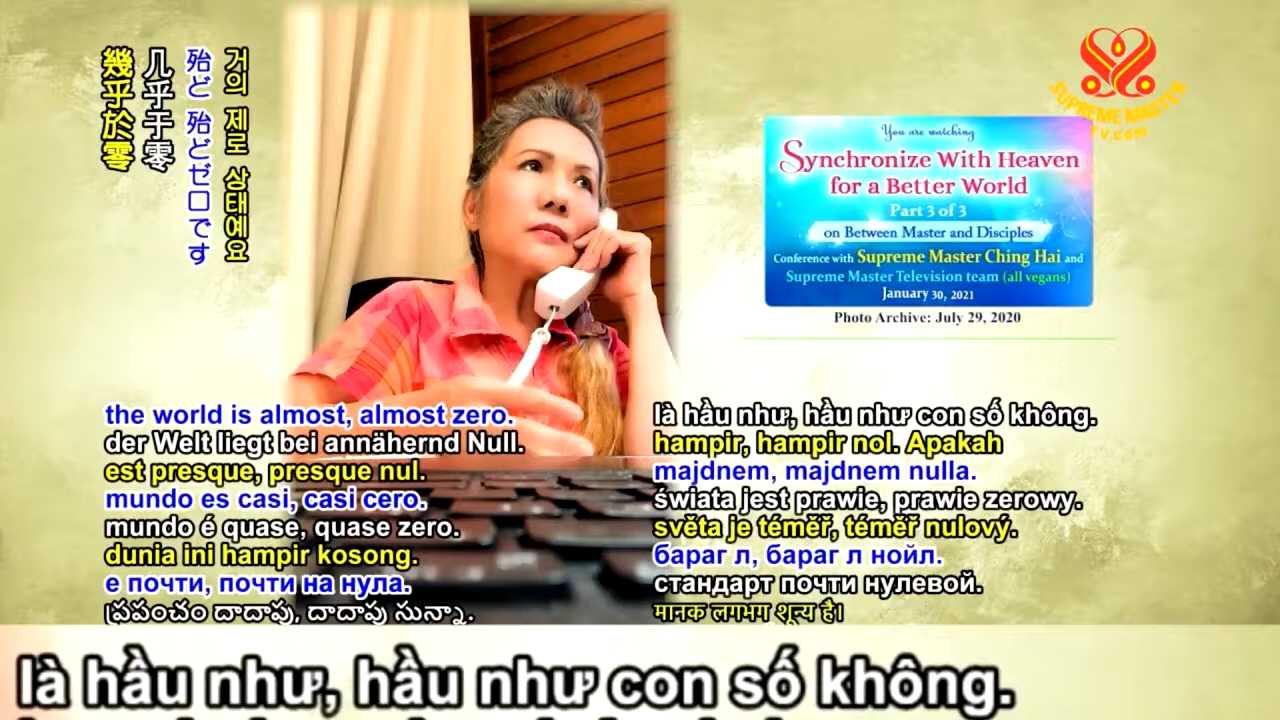 거의 제로 상태예요
殆ど 殆どゼロです
几乎于零
幾乎於零
SUPREME MASTER
TV.com
You are watching
Synchronize With Heaven
for a Better World
Part 3 of 3
on Between Master and Disciples
Conference with Supreme Master Ching Hai and
Supreme Master Television team (all vegans)
January 30, 2021
Photo Archive: July 29, 2020
the world is almost, almost zero.
der Welt liegt bei annähernd Null.
est presque, presque nul.
mundo es casi, casi cero.
mundo é quase, quase zero.
dunia ini hampir kosong.
е почти, почти на нула.
ప్రపంచం దాదాపు, దాదాపు సున్నా.
là hầu như, hầu như con số không.
hampir, hampir nol. Apakah
majdnem, majdnem nulla.
świata jest prawie, prawie zerowy.
světa je téměř, téměř nulový.
бараг л, бараг л нойл.
стандарт почти нулевой.
मानक लगभग शून्य है।
là hầu như, hầu như con số không.